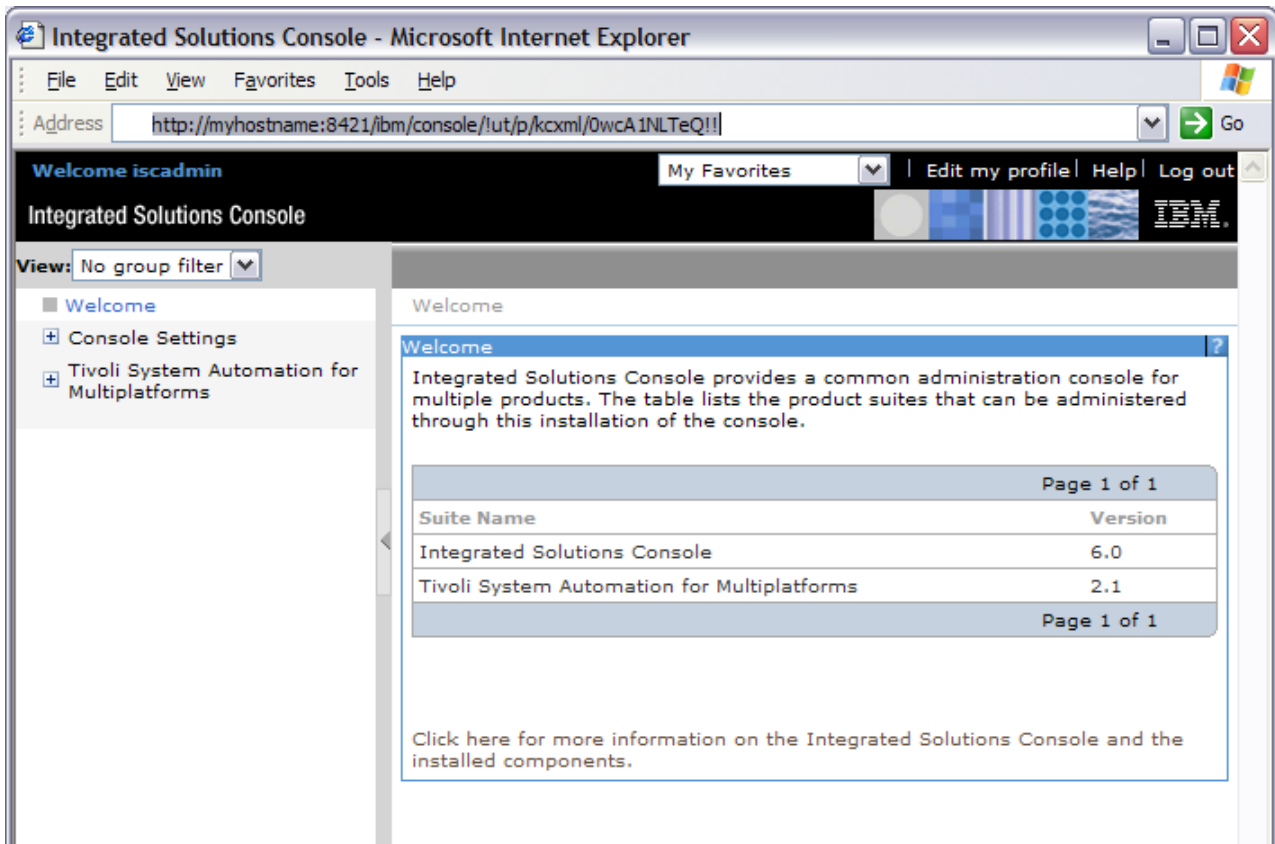 Integrated Solutions Console - Microsoft Internet Explorer
File Edit View Favorites Tools Help
Address http://myhostname:8421/ibm/console/!ut/p/kcxml/0wcA1NLTeQ!! Go
Welcome iscadmin My Favorites | Edit my profile | Help | Log out
Integrated Solutions Console IBM.
View: No group filter
Welcome
Console Settings
Tivoli System Automation for
Multiplatforms
Welcome
Welcome ?
Integrated Solutions Console provides a common administration console for
multiple products. The table lists the product suites that can be administered
through this installation of the console.
Page 1 of 1
Suite Name Version
Integrated Solutions Console 6.0
Tivoli System Automation for Multiplatforms 2.1
Page 1 of 1
Click here for more information on the Integrated Solutions Console and the
installed components.